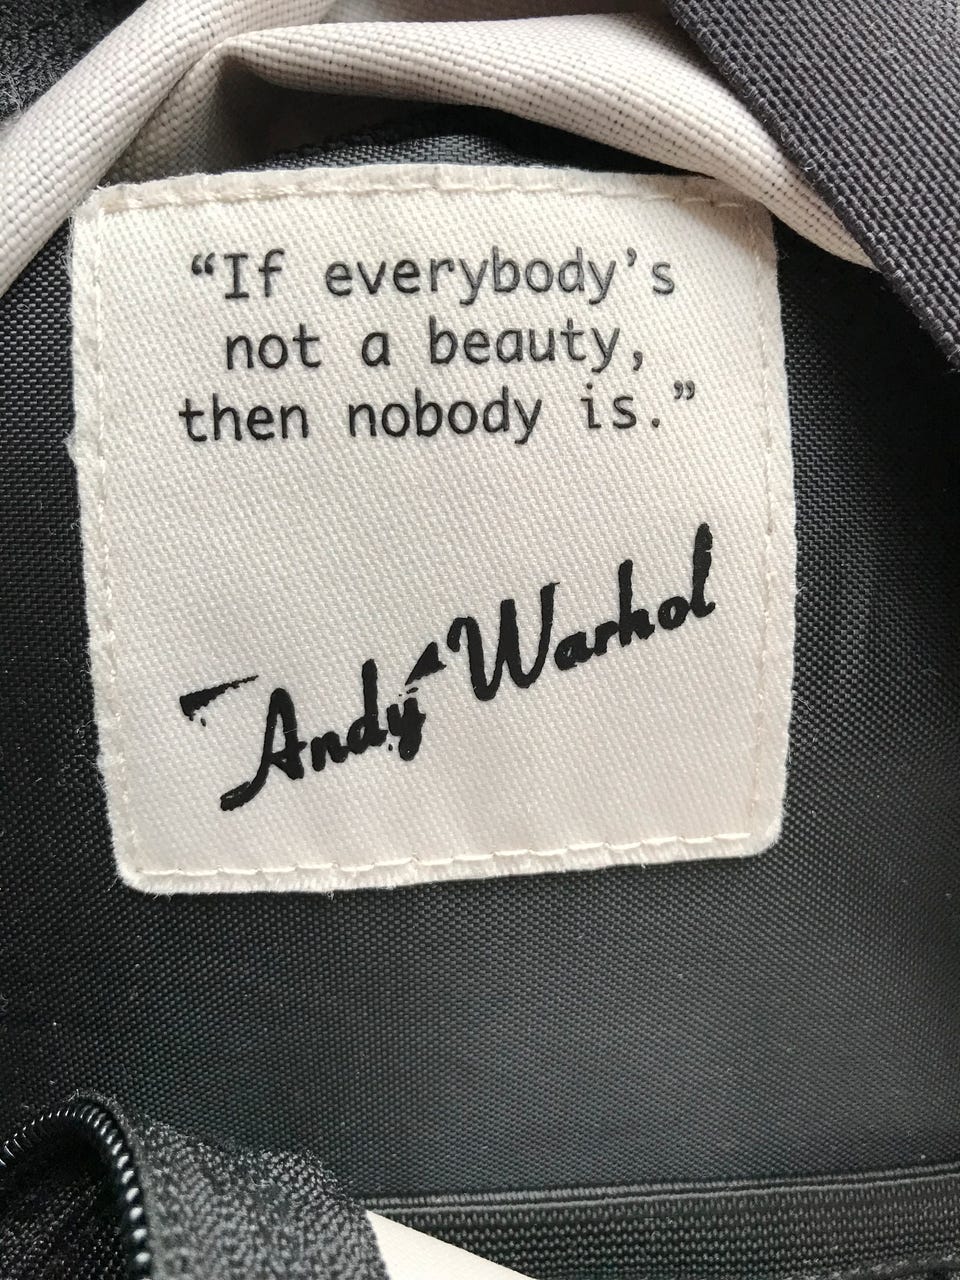 “If everybody’s
not a beauty,
then nobody is.”
Andy Warhol